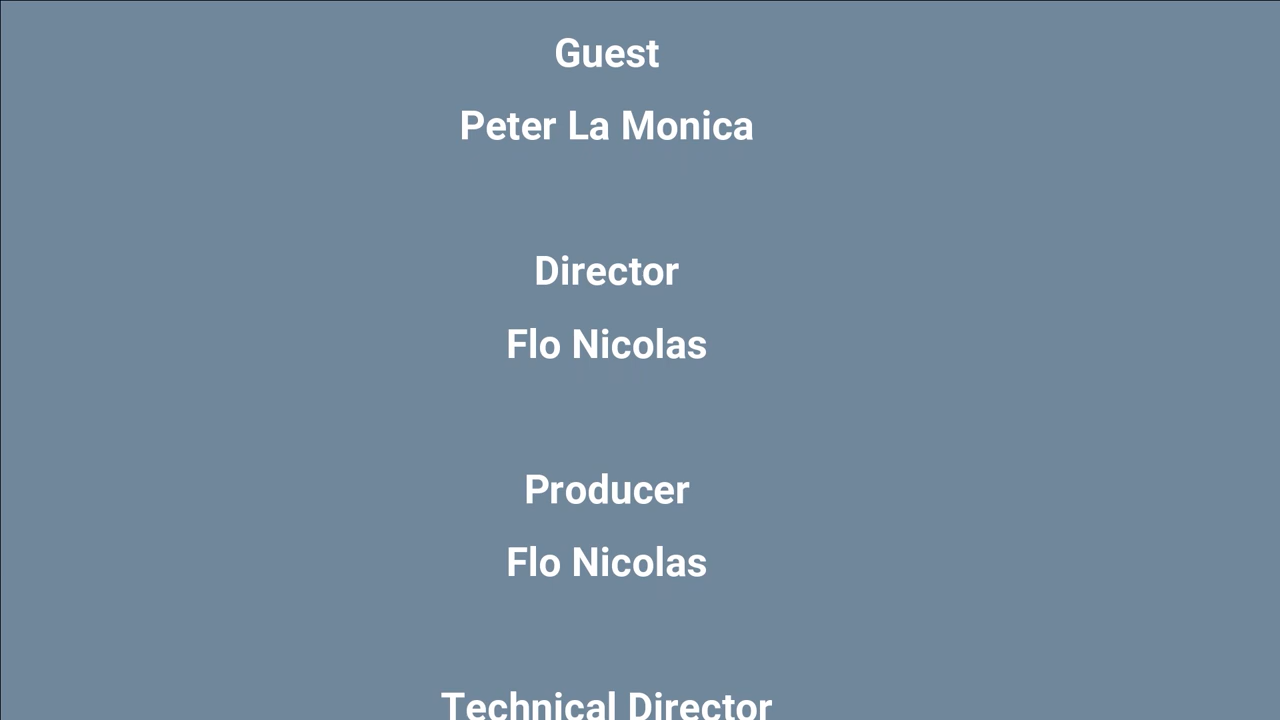 Guest
Peter La Monica
Director
Flo Nicolas
Producer
Flo Nicolas
Technical Director